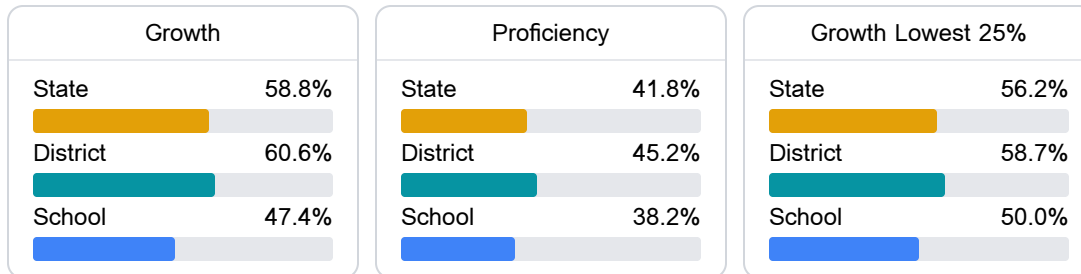 Growth
State 58.8%
District 60.6%
School 47.4%
Proficiency
State 41.8%
District 45.2%
School 38.2%
Growth Lowest 25%
State 56.2%
District 58.7%
School 50.0%